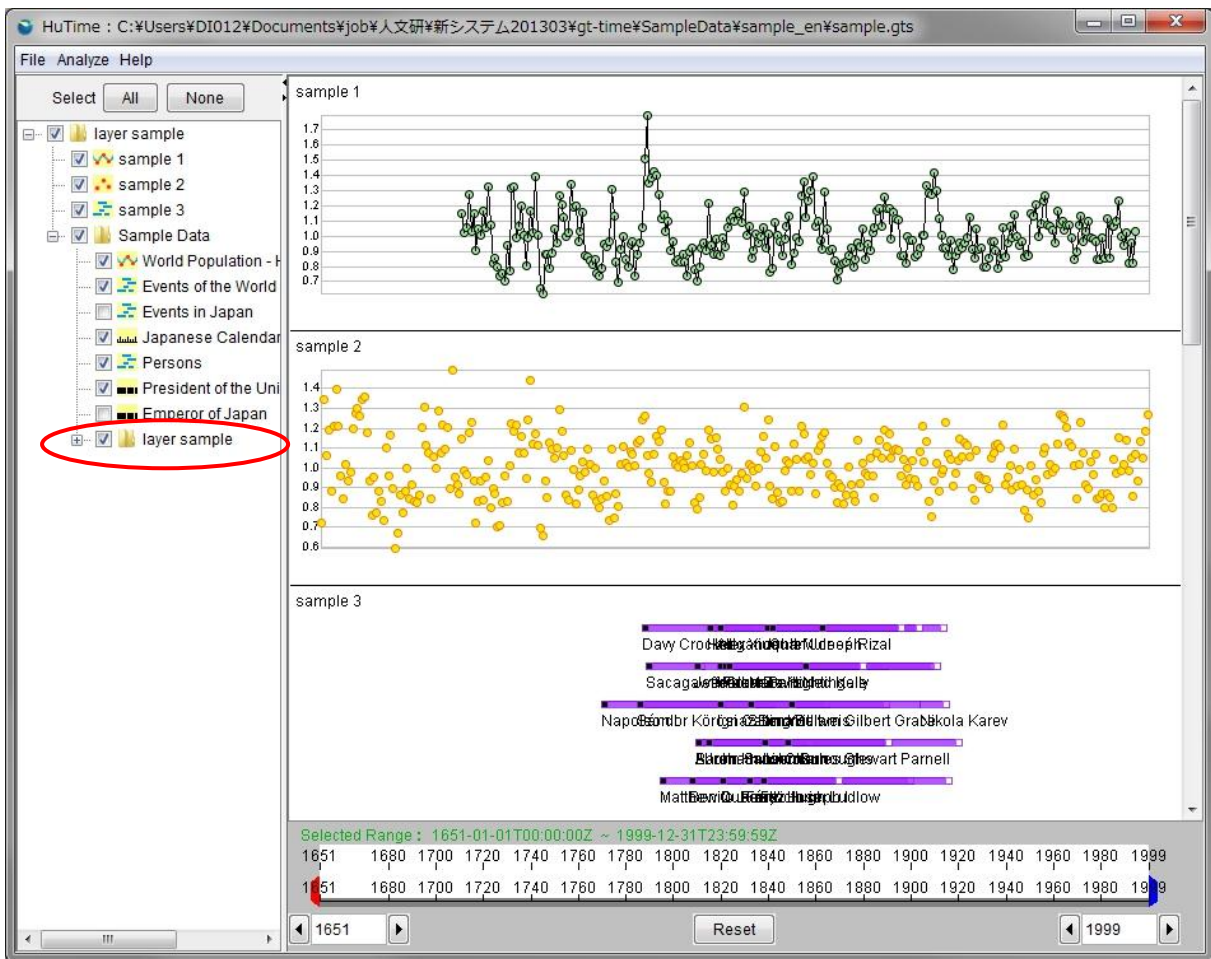 HuTime : C:¥Users¥DI012¥Documents¥job¥人文研¥新システム201303¥gt-time¥SampleData¥sample_en¥sample.gts
File Analyze Help
Select All None
layer sample
sample 1
sample 2
sample 3
Sample Data
World Population - H
Events of the World
Events in Japan
Japanese Calendar
Persons
President of the Uni
Emperor of Japan
layer sample
sample 1
1.7
1.6
1.5
1.4
1.3
1.2
1.1
1.0
0.9
0.8
0.7
sample 2
1.4
1.3
1.2
1.1
1.0
0.9
0.8
0.7
0.6
sample 3
Davy Rizal
Kelly
Gilbert Nikola Karev
Stewart Parnell
Ludlow
Selected Range : 1651-01-01T00:00:00Z ~ 1999-12-31T23:59:59Z
1651 1680 1700 1720 1740 1760 1780 1800 1820 1840 1860 1880 1900 1920 1940 1960 1980 1999
1651 1680 1700 1720 1740 1760 1780 1800 1820 1840 1860 1880 1900 1920 1940 1960 1980 1999
1651 Reset 1999